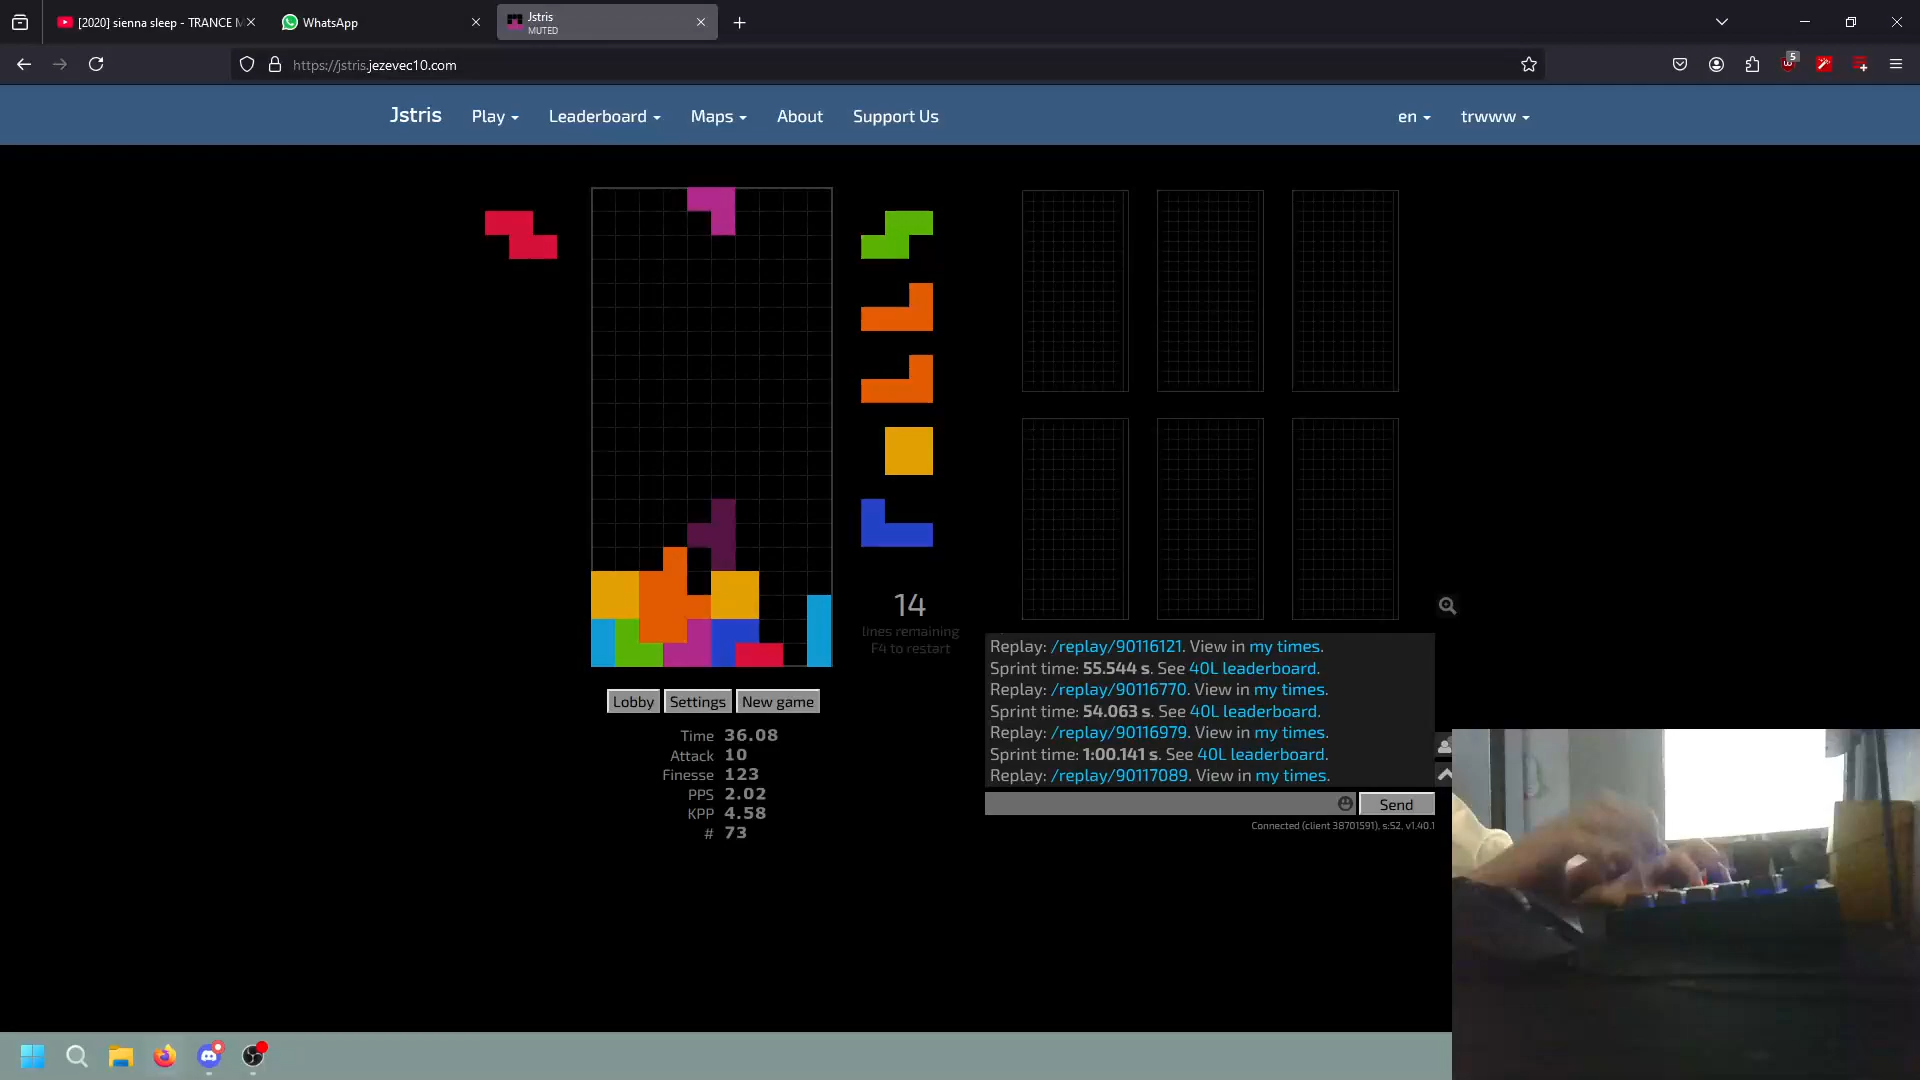 [2020] sienna sleep - TRANCE M
WhatsApp
Jstris
MUTED
https://jstris.jezevec10.com
5
Jstris
Play
Leaderboard
Maps
About
Support Us
en
trwww
14
lines remaining
F4 to restart
Lobby
Settings
New game
Time 36.08
Attack 10
Finesse 123
PPS 2.02
KPP 4.58
# 73
Replay: /replay/90116121. View in my times.
Sprint time: 55.544 s. See 40L leaderboard.
Replay: /replay/90116770. View in my times.
Sprint time: 54.063 s. See 40L leaderboard.
Replay: /replay/90116979. View in my times.
Sprint time: 1:00.141 s. See 40L leaderboard.
Replay: /replay/90117089. View in my times.
Send
Connected (client 38701591), s:52, v1.40.1